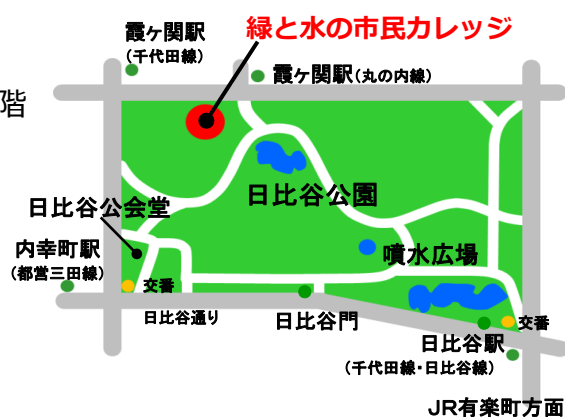 緑と水の市民カレッジ
霞ヶ関駅
(千代田線)
霞ヶ関駅(丸の内線)
階
日比谷公園
日比谷公会堂
内幸町駅
(都営三田線)
噴水広場
交番
日比谷通り
日比谷門
交番
日比谷駅
(千代田線・日比谷線)
JR有楽町方面